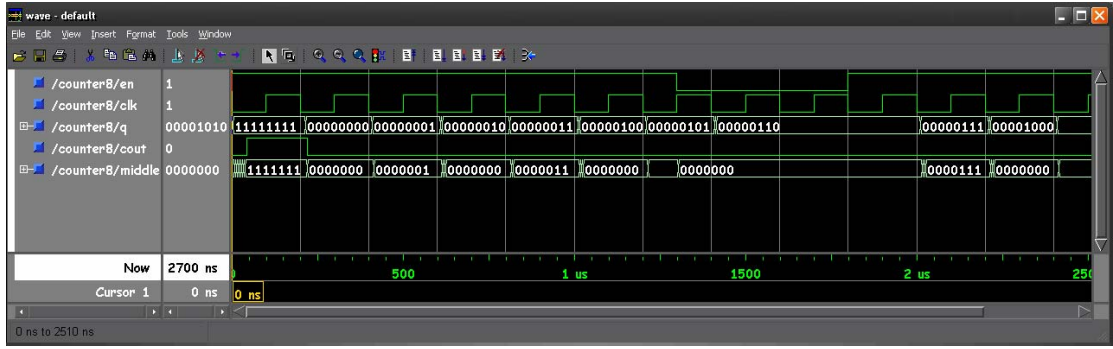 wave - default
File Edit View Insert Format Tools Window
/counter8/en 1
/counter8/clk 1
/counter8/q 00001010 11111111 00000000 00000001 00000010 00000011 00000100 00000101 00000110 00000111 00001000
/counter8/cout 0
/counter8/middle 0000000 1111111 0000000 0000001 0000000 0000011 0000000 0000000 0000111 0000000
Now 2700 ns 500 1 us 1500 2 us 250
Cursor 1 0 ns 0 ns
0 ns to 2510 ns